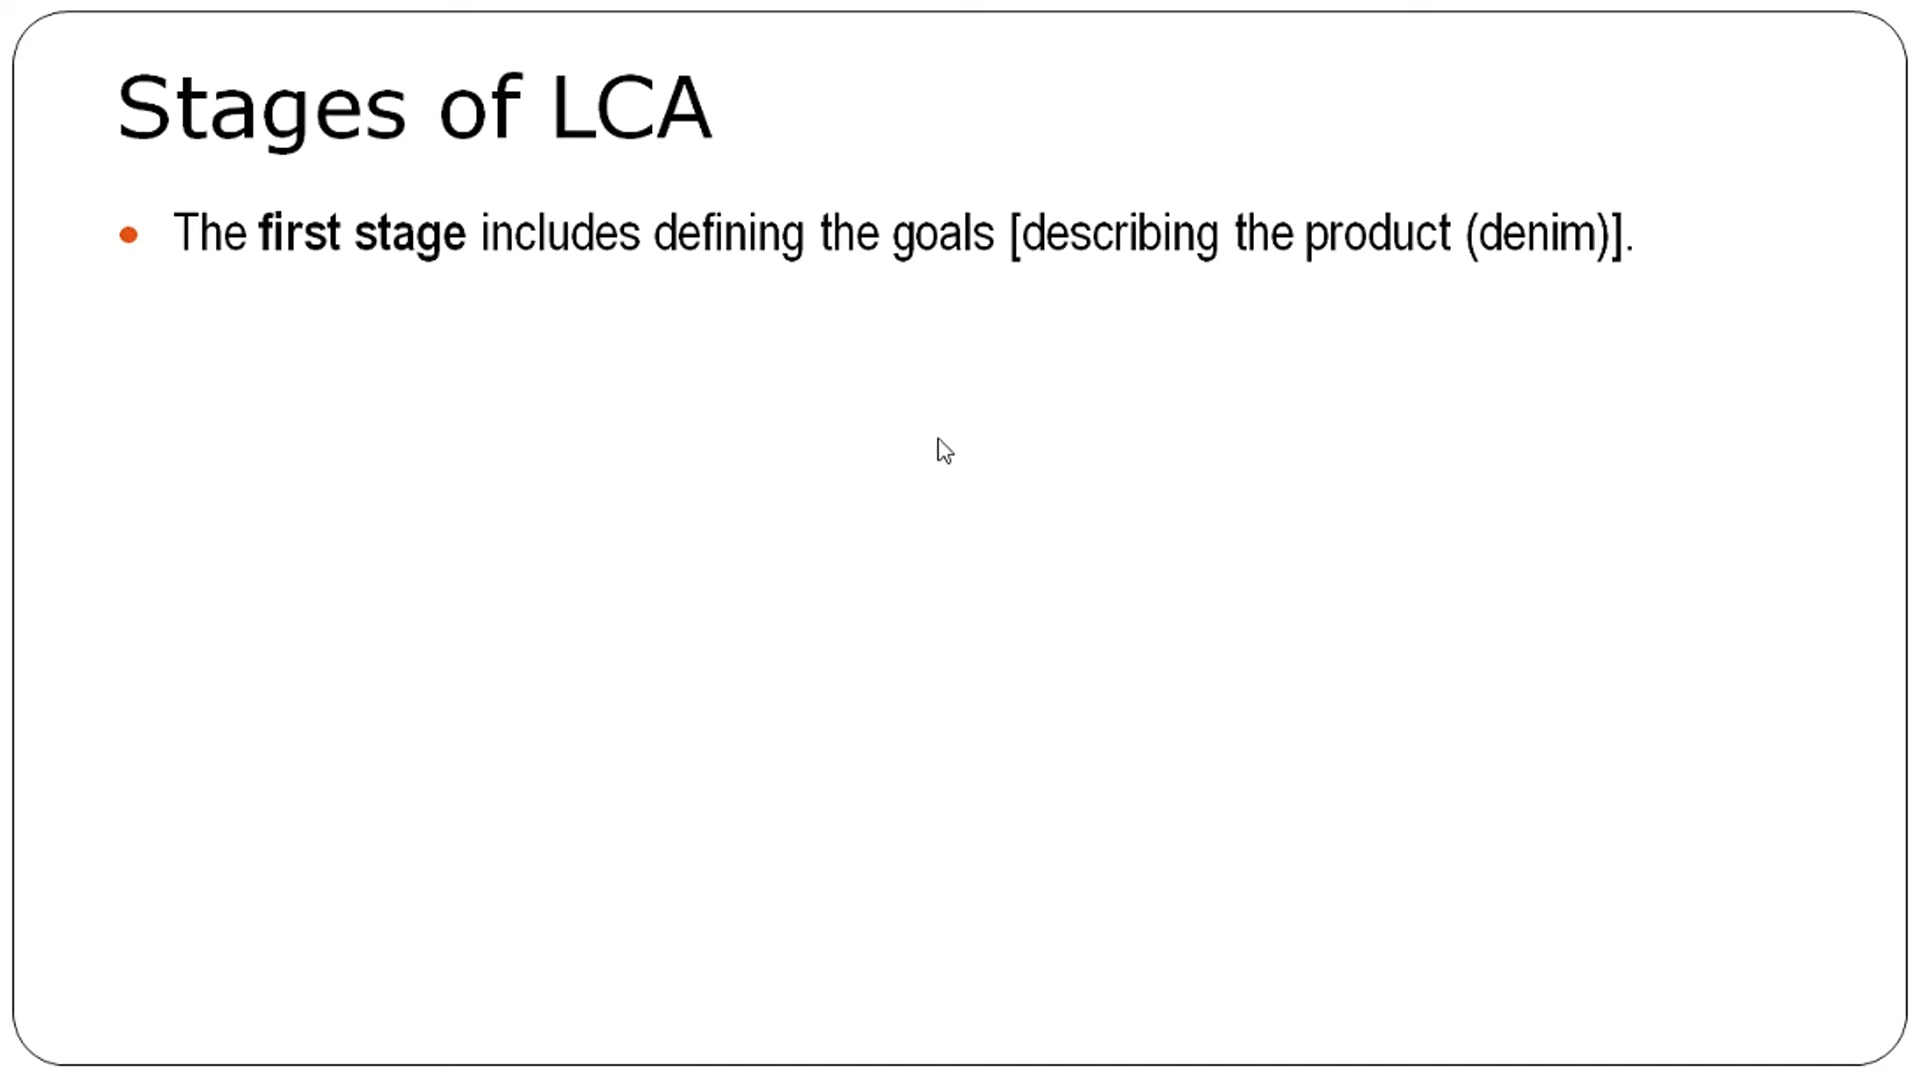 Stages of LCA
The first stage includes defining the goals [describing the product (denim)].